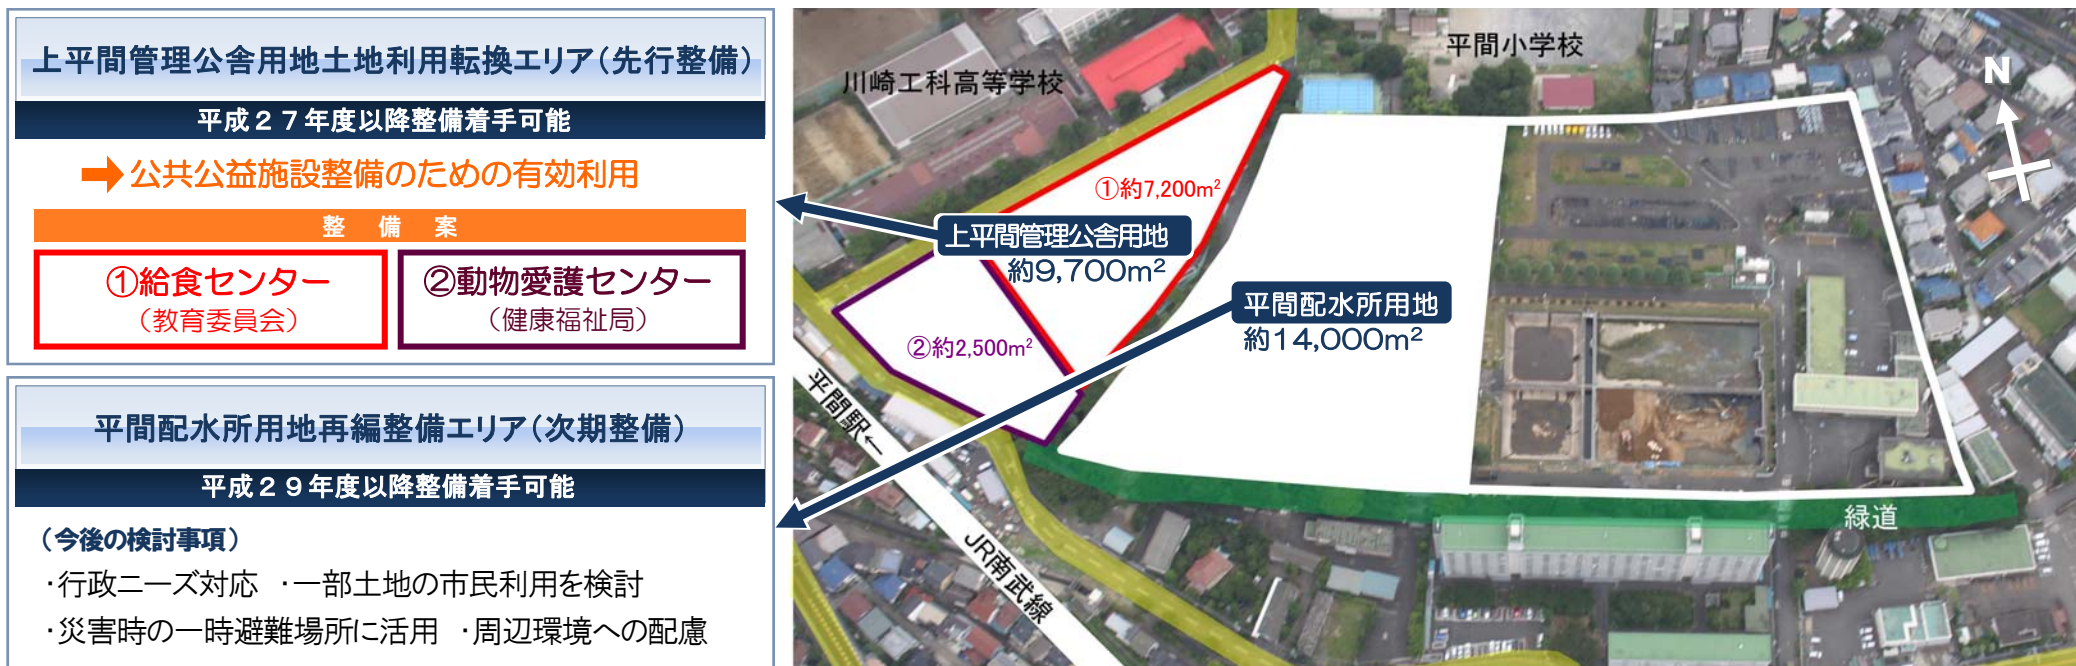 上平間管理公舎用地土地利用転換エリア（先行整備）
平成２７年度以降整備着手可能
公共公益施設整備のための有効利用
整備案
①給食センター
（教育委員会）
②動物愛護センター
（健康福祉局）
平間配水所用地再編整備エリア（次期整備）
平成２９年度以降整備着手可能
（今後の検討事項）
・行政ニーズ対応 ・一部土地の市民利用を検討
・災害時の一時避難場所に活用 ・周辺環境への配慮
川崎工科高等学校
平間小学校
N
①約7,200m²
上平間管理公舎用地
約9,700m²
平間配水所用地
約14,000m²
②約2,500m²
平間駅←
JR南武線
緑道